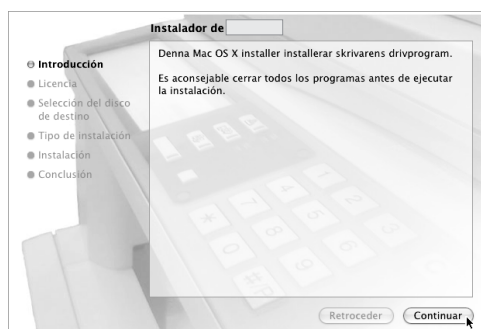 Instalador de
Denna Mac OS X installer installerar skrivarens drivprogram.
Es aconsejable cerrar todos los programas antes de ejecutar
la instalación.
Introducción
Licencia
Selección del disco
de destino
Tipo de instalación
Instalación
Conclusión
Retroceder
Continuar